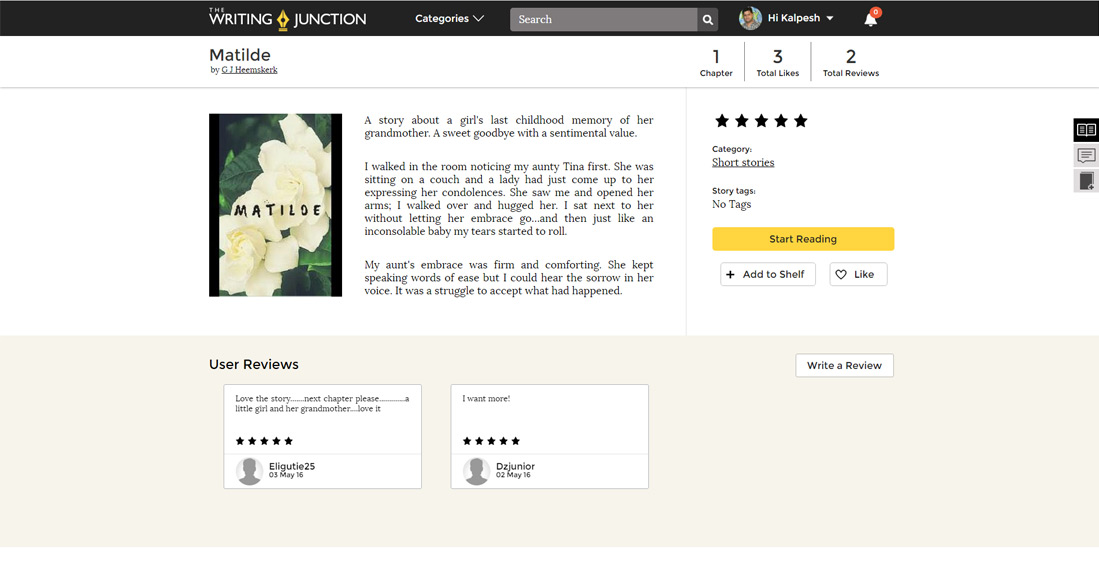 THE
WRITING JUNCTION
Categories
Search
Hi Kalpesh
0
Matilde
by G J Heemskerk
1
Chapter
3
Total Likes
2
Total Reviews
MATILDE
A story about a girl's last childhood memory of her
grandmother. A sweet goodbye with a sentimental value.
I walked in the room noticing my aunty Tina first. She was
sitting on a couch and a lady had just come up to her
expressing her condolences. She saw me and opened her
arms; I walked over and hugged her. I sat next to her
without letting her embrace go...and then just like an
inconsolable baby my tears started to roll.
My aunt's embrace was firm and comforting. She kept
speaking words of ease but I could hear the sorrow in her
voice. It was a struggle to accept what had happened.
Category:
Short stories
Story tags:
No Tags
Start Reading
+ Add to Shelf
Like
User Reviews
Write a Review
Love the story.......next chapter please.............a
little girl and her grandmother....love it
Eligutie25
03 May 16
I want more!
Dzjunior
02 May 16